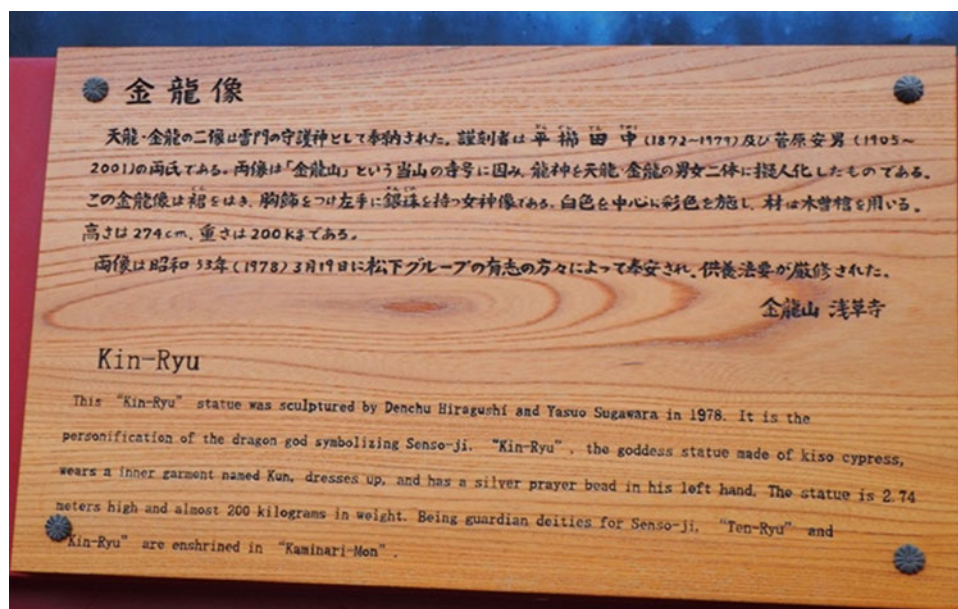 金龍像
天龍・金龍の二像は雷門の守護神として奉納された。謹刻者は平櫛田中(1872~1979)及び菅原安男(1905~
2001)の両氏である。両像は「金龍山」という当山の寺号に因み、龍神を天龍・金龍の男女二体に擬人化したものである。
この金龍像は裙をはき、胸飾をつけ左手に銀珠を持つ女神像である。白色を中心に彩色を施し、材は木曽檜を用いる。
高さは274cm、重さは200kgである。
両像は昭和53年(1978)3月19日に松下グループの有志の方々によって奉安され、供養法要が厳修された。
金龍山 浅草寺
Kin-Ryu
This “Kin-Ryu” statue was sculptured by Denchu Hiragushi and Yasuo Sugawara in 1978. It is the
personification of the dragon god symbolizing Senso-ji. “Kin-Ryu”, the goddess statue made of kiso cypress,
wears a inner garment named Kun, dresses up, and has a silver prayer bead in his left hand. The statue is 2.74
meters high and almost 200 kilograms in weight. Being guardian deities for Senso-ji, “Ten-Ryu” and
Kin-Ryu” are enshrined in “Kaminari-Mon”.